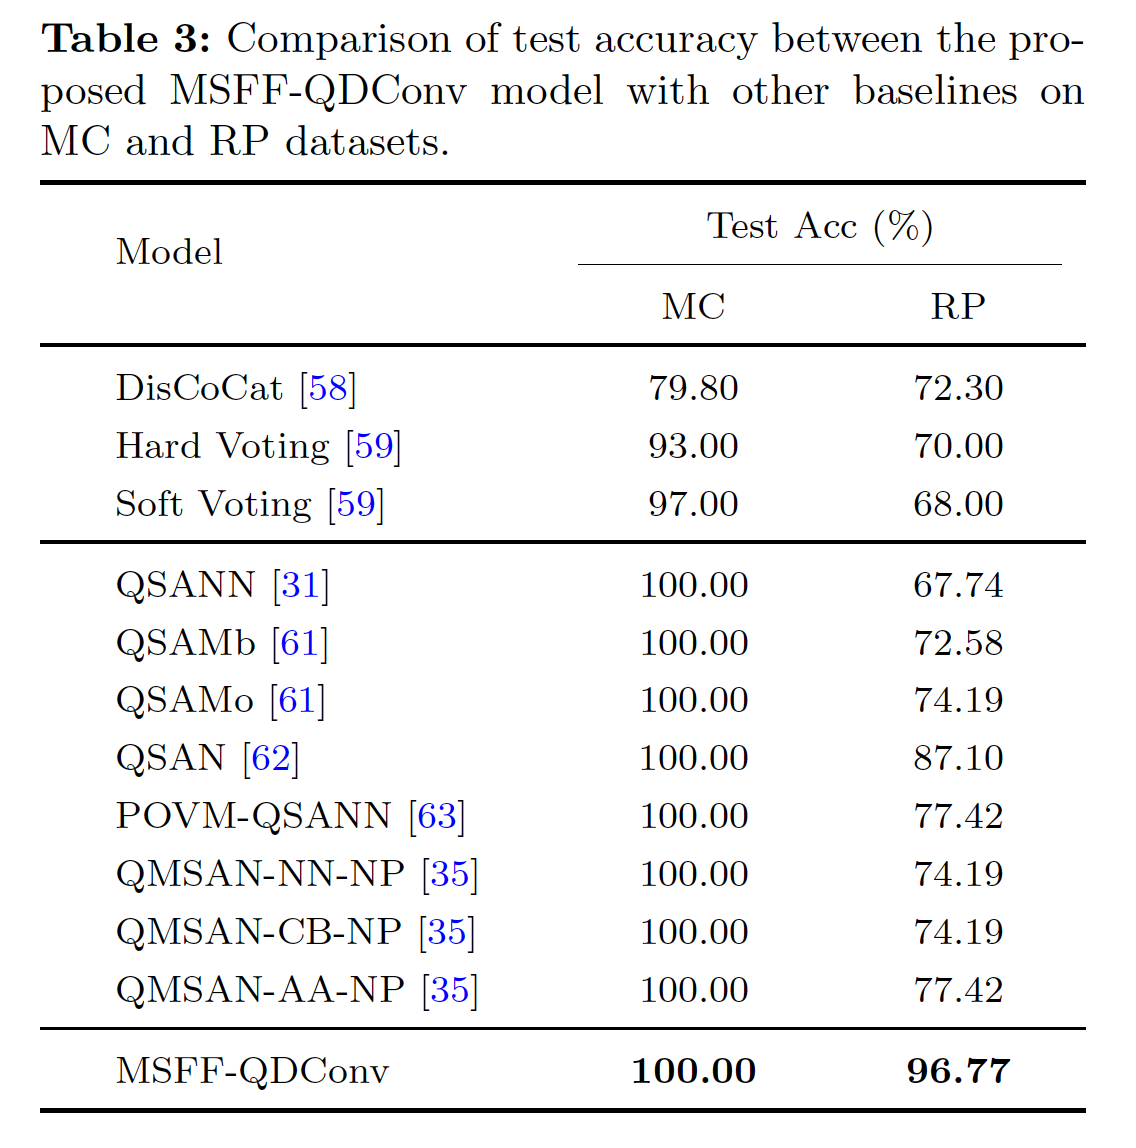 Table 3: Comparison of test accuracy between the pro-
posed MSFF-QDConv model with other baselines on
MC and RP datasets.
Model
Test Acc (%)
MC RP
DisCoCat [58] 79.80 72.30
Hard Voting [59] 93.00 70.00
Soft Voting [59] 97.00 68.00
QSANN [31] 100.00 67.74
QSAMb [61] 100.00 72.58
QSAMo [61] 100.00 74.19
QSAN [62] 100.00 87.10
POVM-QSANN [63] 100.00 77.42
QMSAN-NN-NP [35] 100.00 74.19
QMSAN-CB-NP [35] 100.00 74.19
QMSAN-AA-NP [35] 100.00 77.42
MSFF-QDConv 100.00 96.77